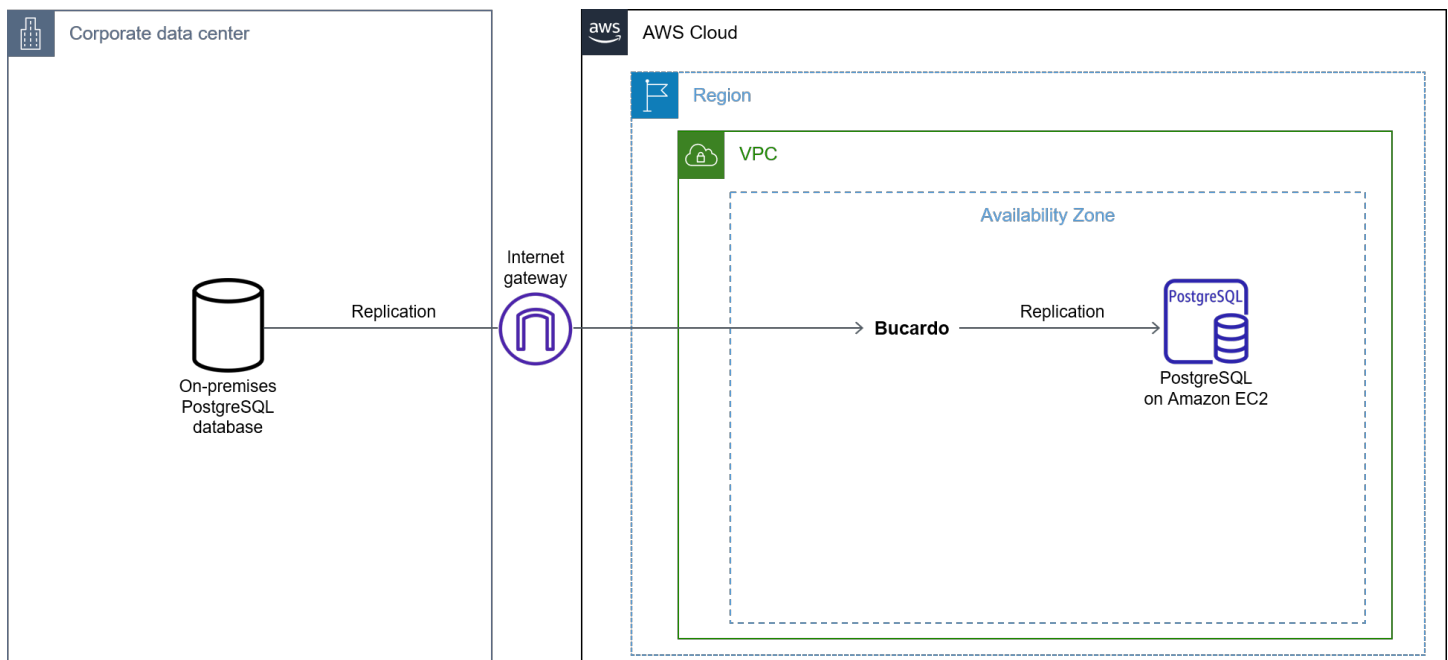 Corporate data center
aws
AWS Cloud
Region
VPC
Availability Zone
Internet
gateway
Replication
Bucardo
Replication
PostgreSQL
On-premises
PostgreSQL
database
PostgreSQL
on Amazon EC2